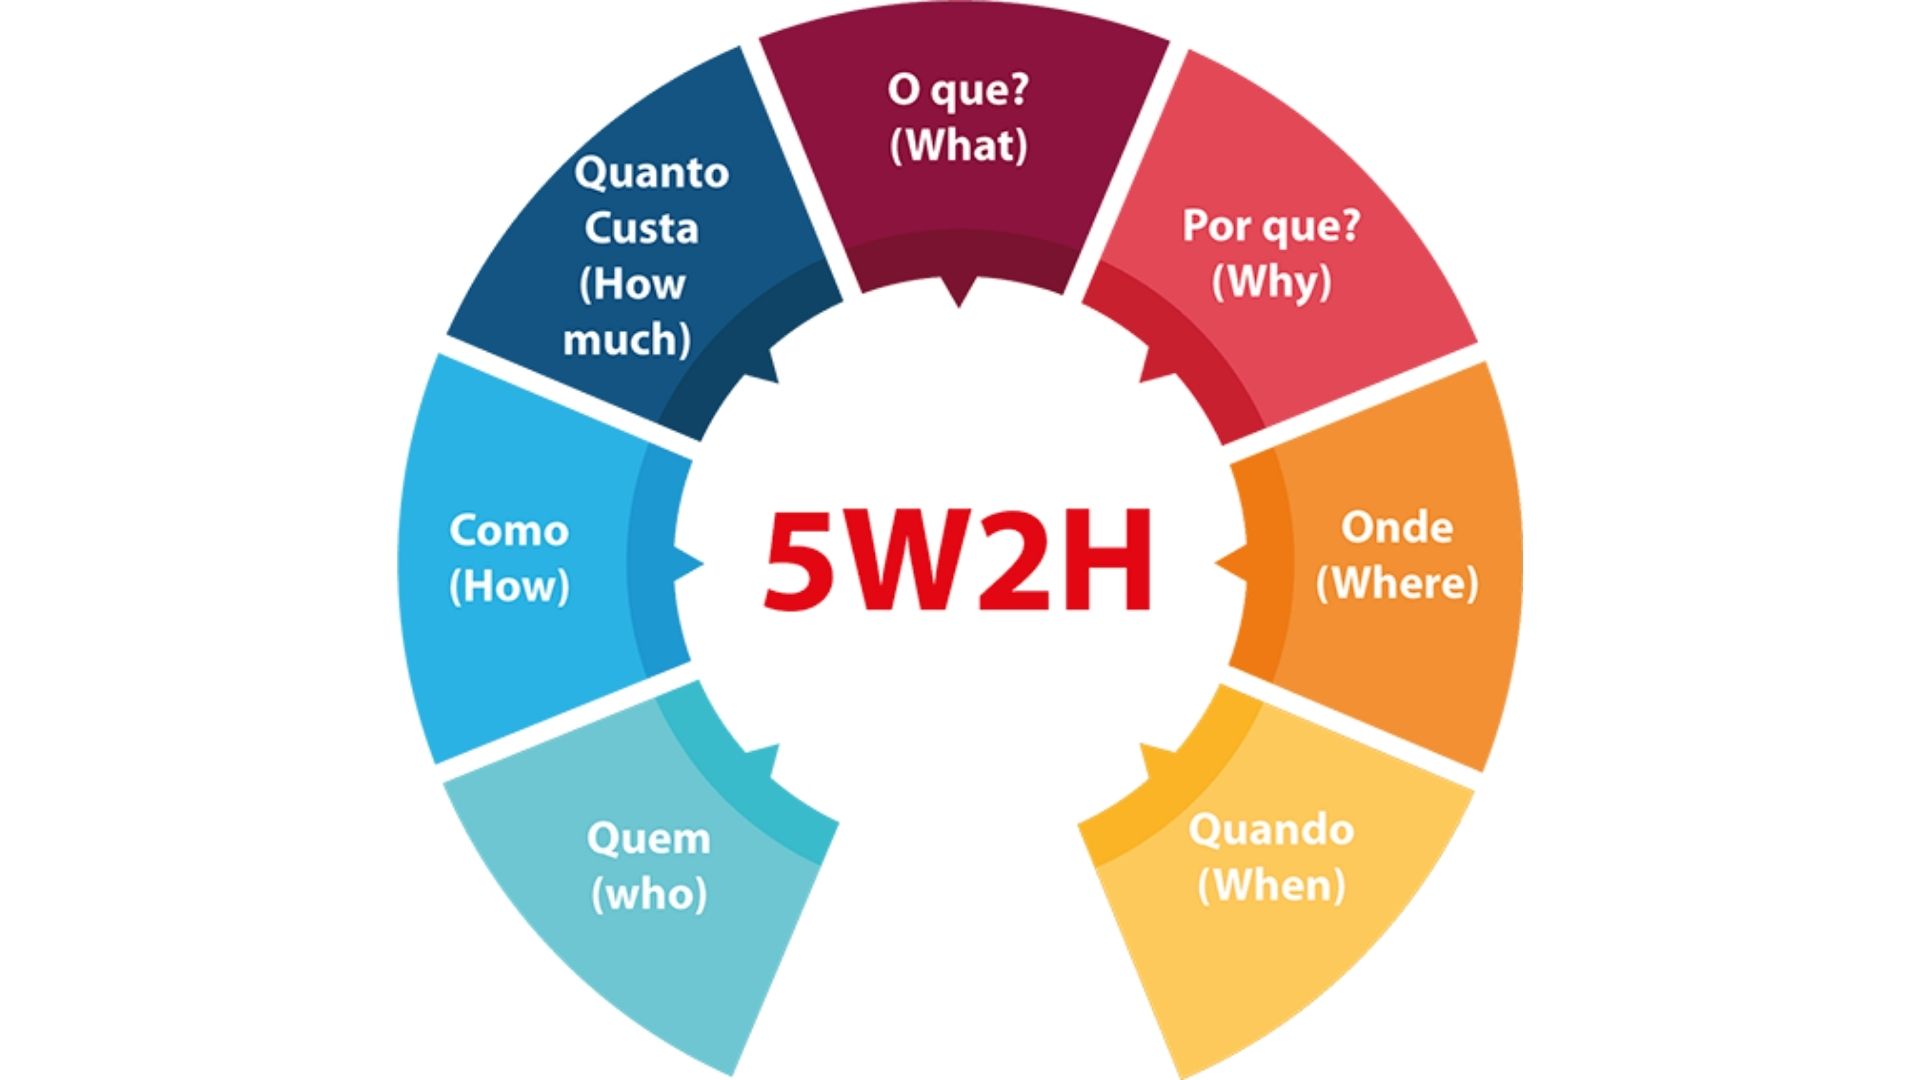 O que?
(What)
Por que?
(Why)
Onde
(Where)
Quando
(When)
Quem
(who)
Como
(How)
Quanto
Custa
(How
much)
5W2H